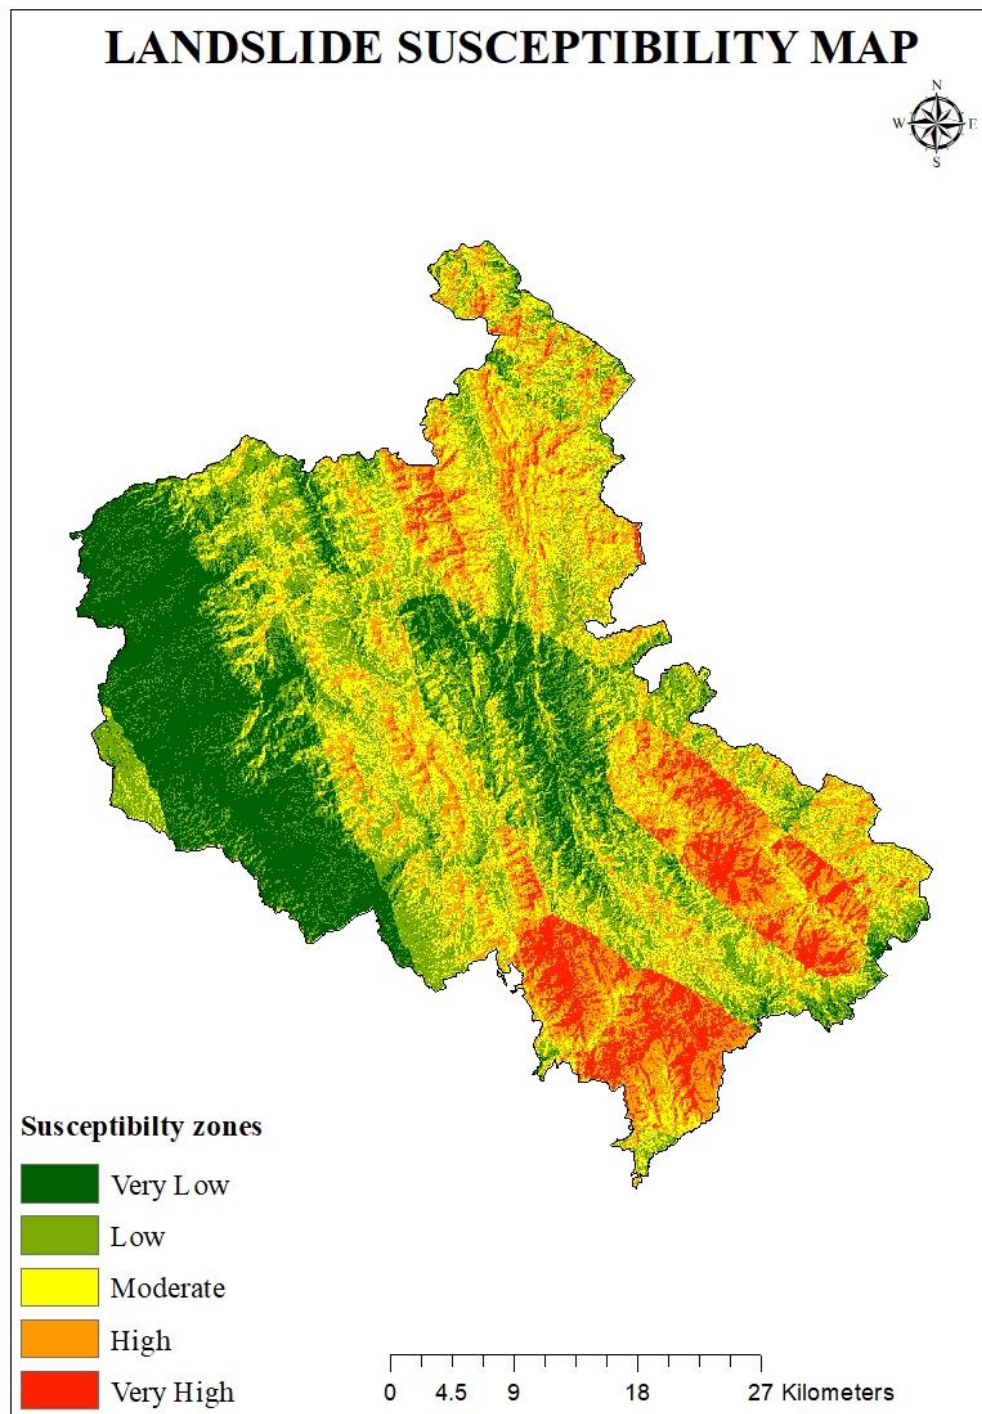 LANDSLIDE SUSCEPTIBILITY MAP
N
W E
S
Susceptibilty zones
Very Low
Low
Moderate
High
Very High
0 4.5 9 18 27 Kilometers